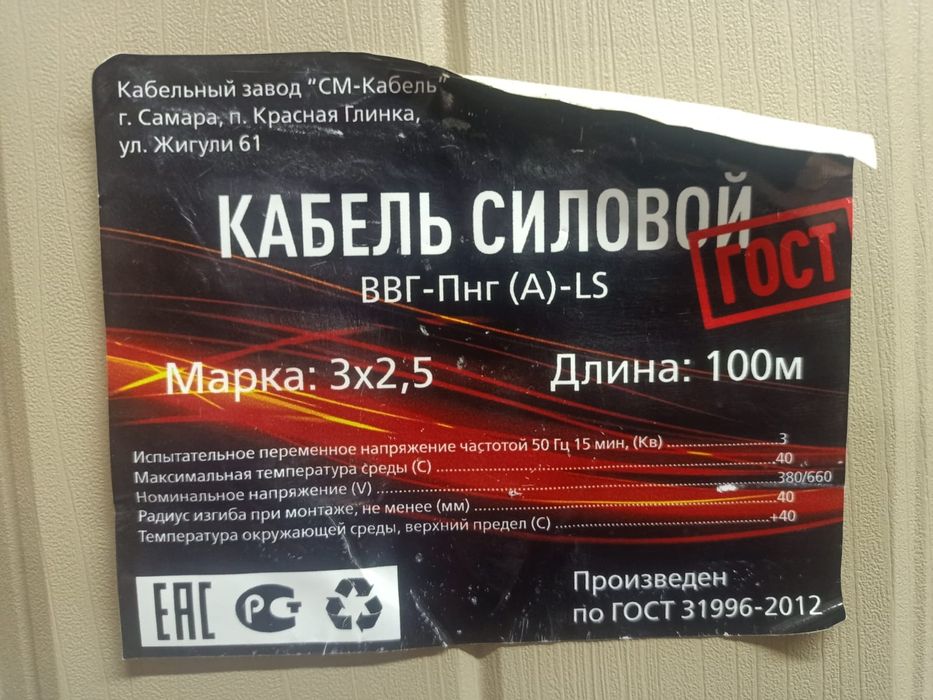 Кабельный завод "СМ-Кабель"
г. Самара, п. Красная Глинка,
ул. Жигули 61
КАБЕЛЬ СИЛОВОЙ
ГОСТ
ВВГ-Пнг (А)-LS
Марка: 3х2,5
Длина: 100м
Испытательное переменное напряжение частотой 50 Гц 15 мин, (Кв) 3
Максимальная температура среды (С) 40
Номинальное напряжение (V) 380/660
Радиус изгиба при монтаже, не менее (мм) 40
Температура окружающей среды, верхний предел (С) +40
ЕАС
РСТ
Произведен
по ГОСТ 31996-2012